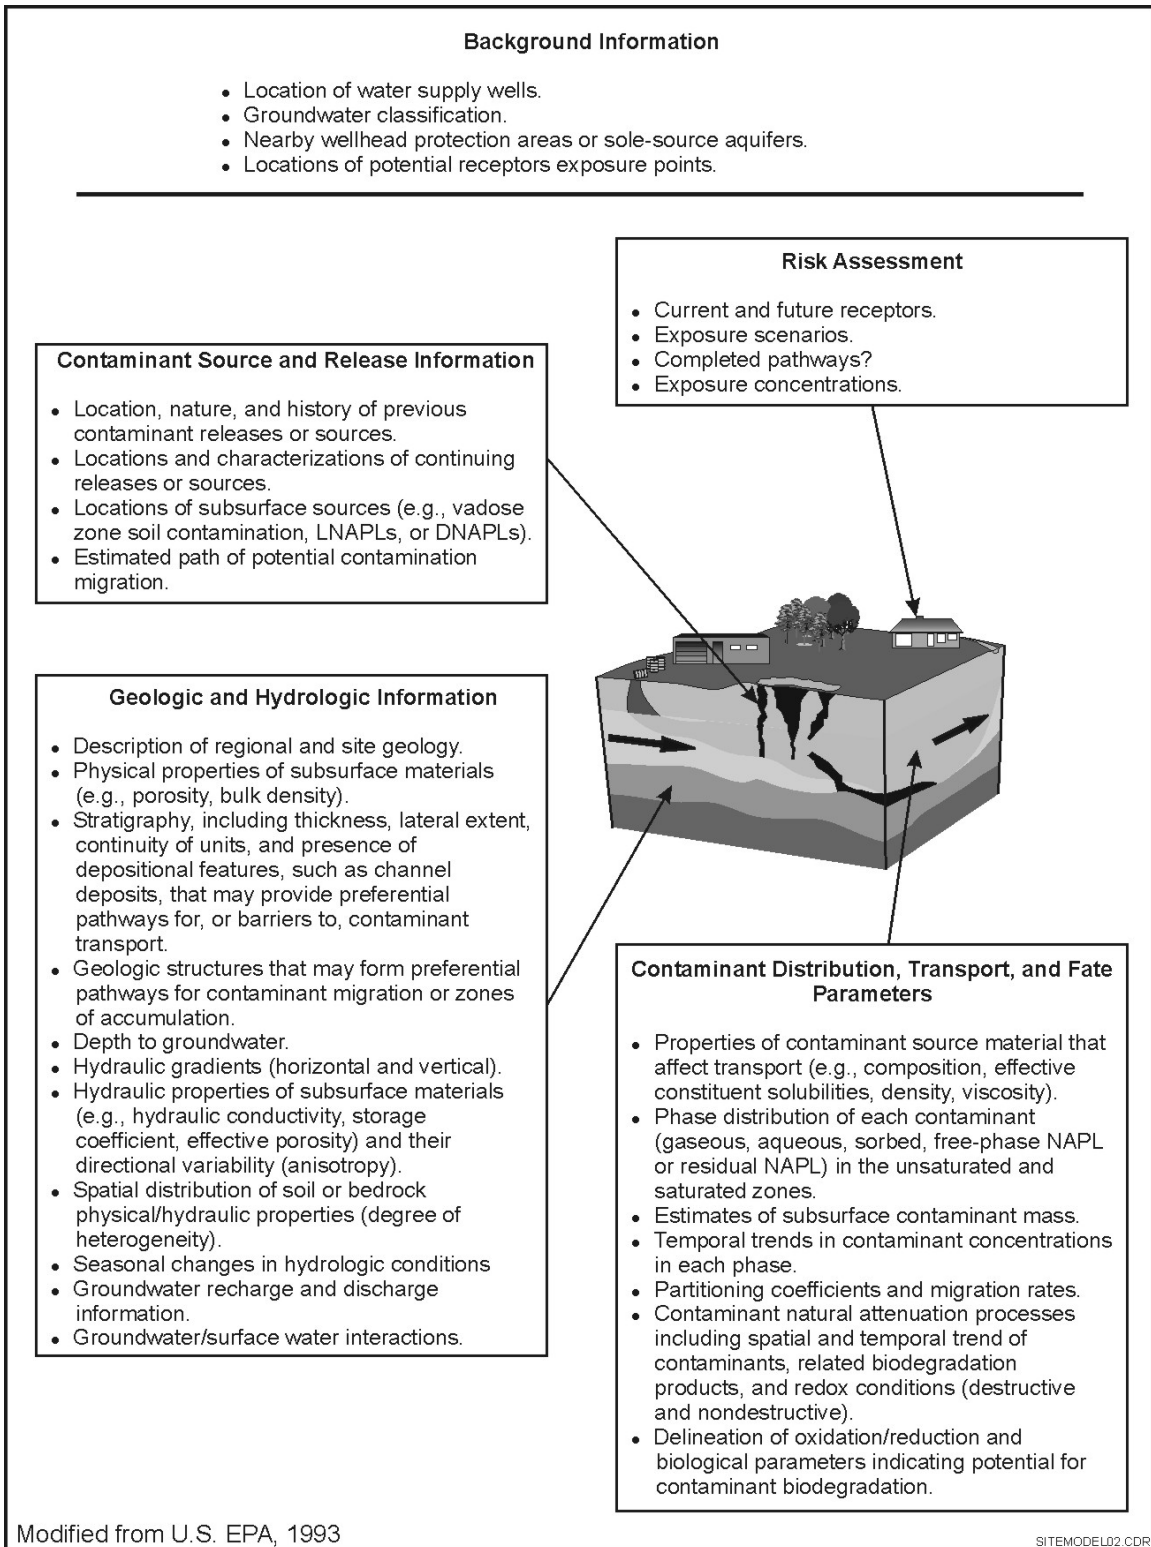 Background Information
• Location of water supply wells.
• Groundwater classification.
• Nearby wellhead protection areas or sole-source aquifers.
• Locations of potential receptors exposure points.
Risk Assessment
• Current and future receptors.
• Exposure scenarios.
• Completed pathways?
• Exposure concentrations.
Contaminant Source and Release Information
• Location, nature, and history of previous
contaminant releases or sources.
• Locations and characterizations of continuing
releases or sources.
• Locations of subsurface sources (e.g., vadose
zone soil contamination, LNAPLs, or DNAPLs).
• Estimated path of potential contamination
migration.
Geologic and Hydrologic Information
• Description of regional and site geology.
• Physical properties of subsurface materials
(e.g., porosity, bulk density).
• Stratigraphy, including thickness, lateral extent,
continuity of units, and presence of
depositional features, such as channel
deposits, that may provide preferential
pathways for, or barriers to, contaminant
transport.
• Geologic structures that may form preferential
pathways for contaminant migration or zones
of accumulation.
• Depth to groundwater.
• Hydraulic gradients (horizontal and vertical).
• Hydraulic properties of subsurface materials
(e.g., hydraulic conductivity, storage
coefficient, effective porosity) and their
directional variability (anisotropy).
• Spatial distribution of soil or bedrock
physical/hydraulic properties (degree of
heterogeneity).
• Seasonal changes in hydrologic conditions
• Groundwater recharge and discharge
information.
• Groundwater/surface water interactions.
Contaminant Distribution, Transport, and Fate
Parameters
• Properties of contaminant source material that
affect transport (e.g., composition, effective
constituent solubilities, density, viscosity).
• Phase distribution of each contaminant
(gaseous, aqueous, sorbed, free-phase NAPL
or residual NAPL) in the unsaturated and
saturated zones.
• Estimates of subsurface contaminant mass.
• Temporal trends in contaminant concentrations
in each phase.
• Partitioning coefficients and migration rates.
• Contaminant natural attenuation processes
including spatial and temporal trend of
contaminants, related biodegradation
products, and redox conditions (destructive
and nondestructive).
• Delineation of oxidation/reduction and
biological parameters indicating potential for
contaminant biodegradation.
Modified from U.S. EPA, 1993
SITEMODEL02.CDR